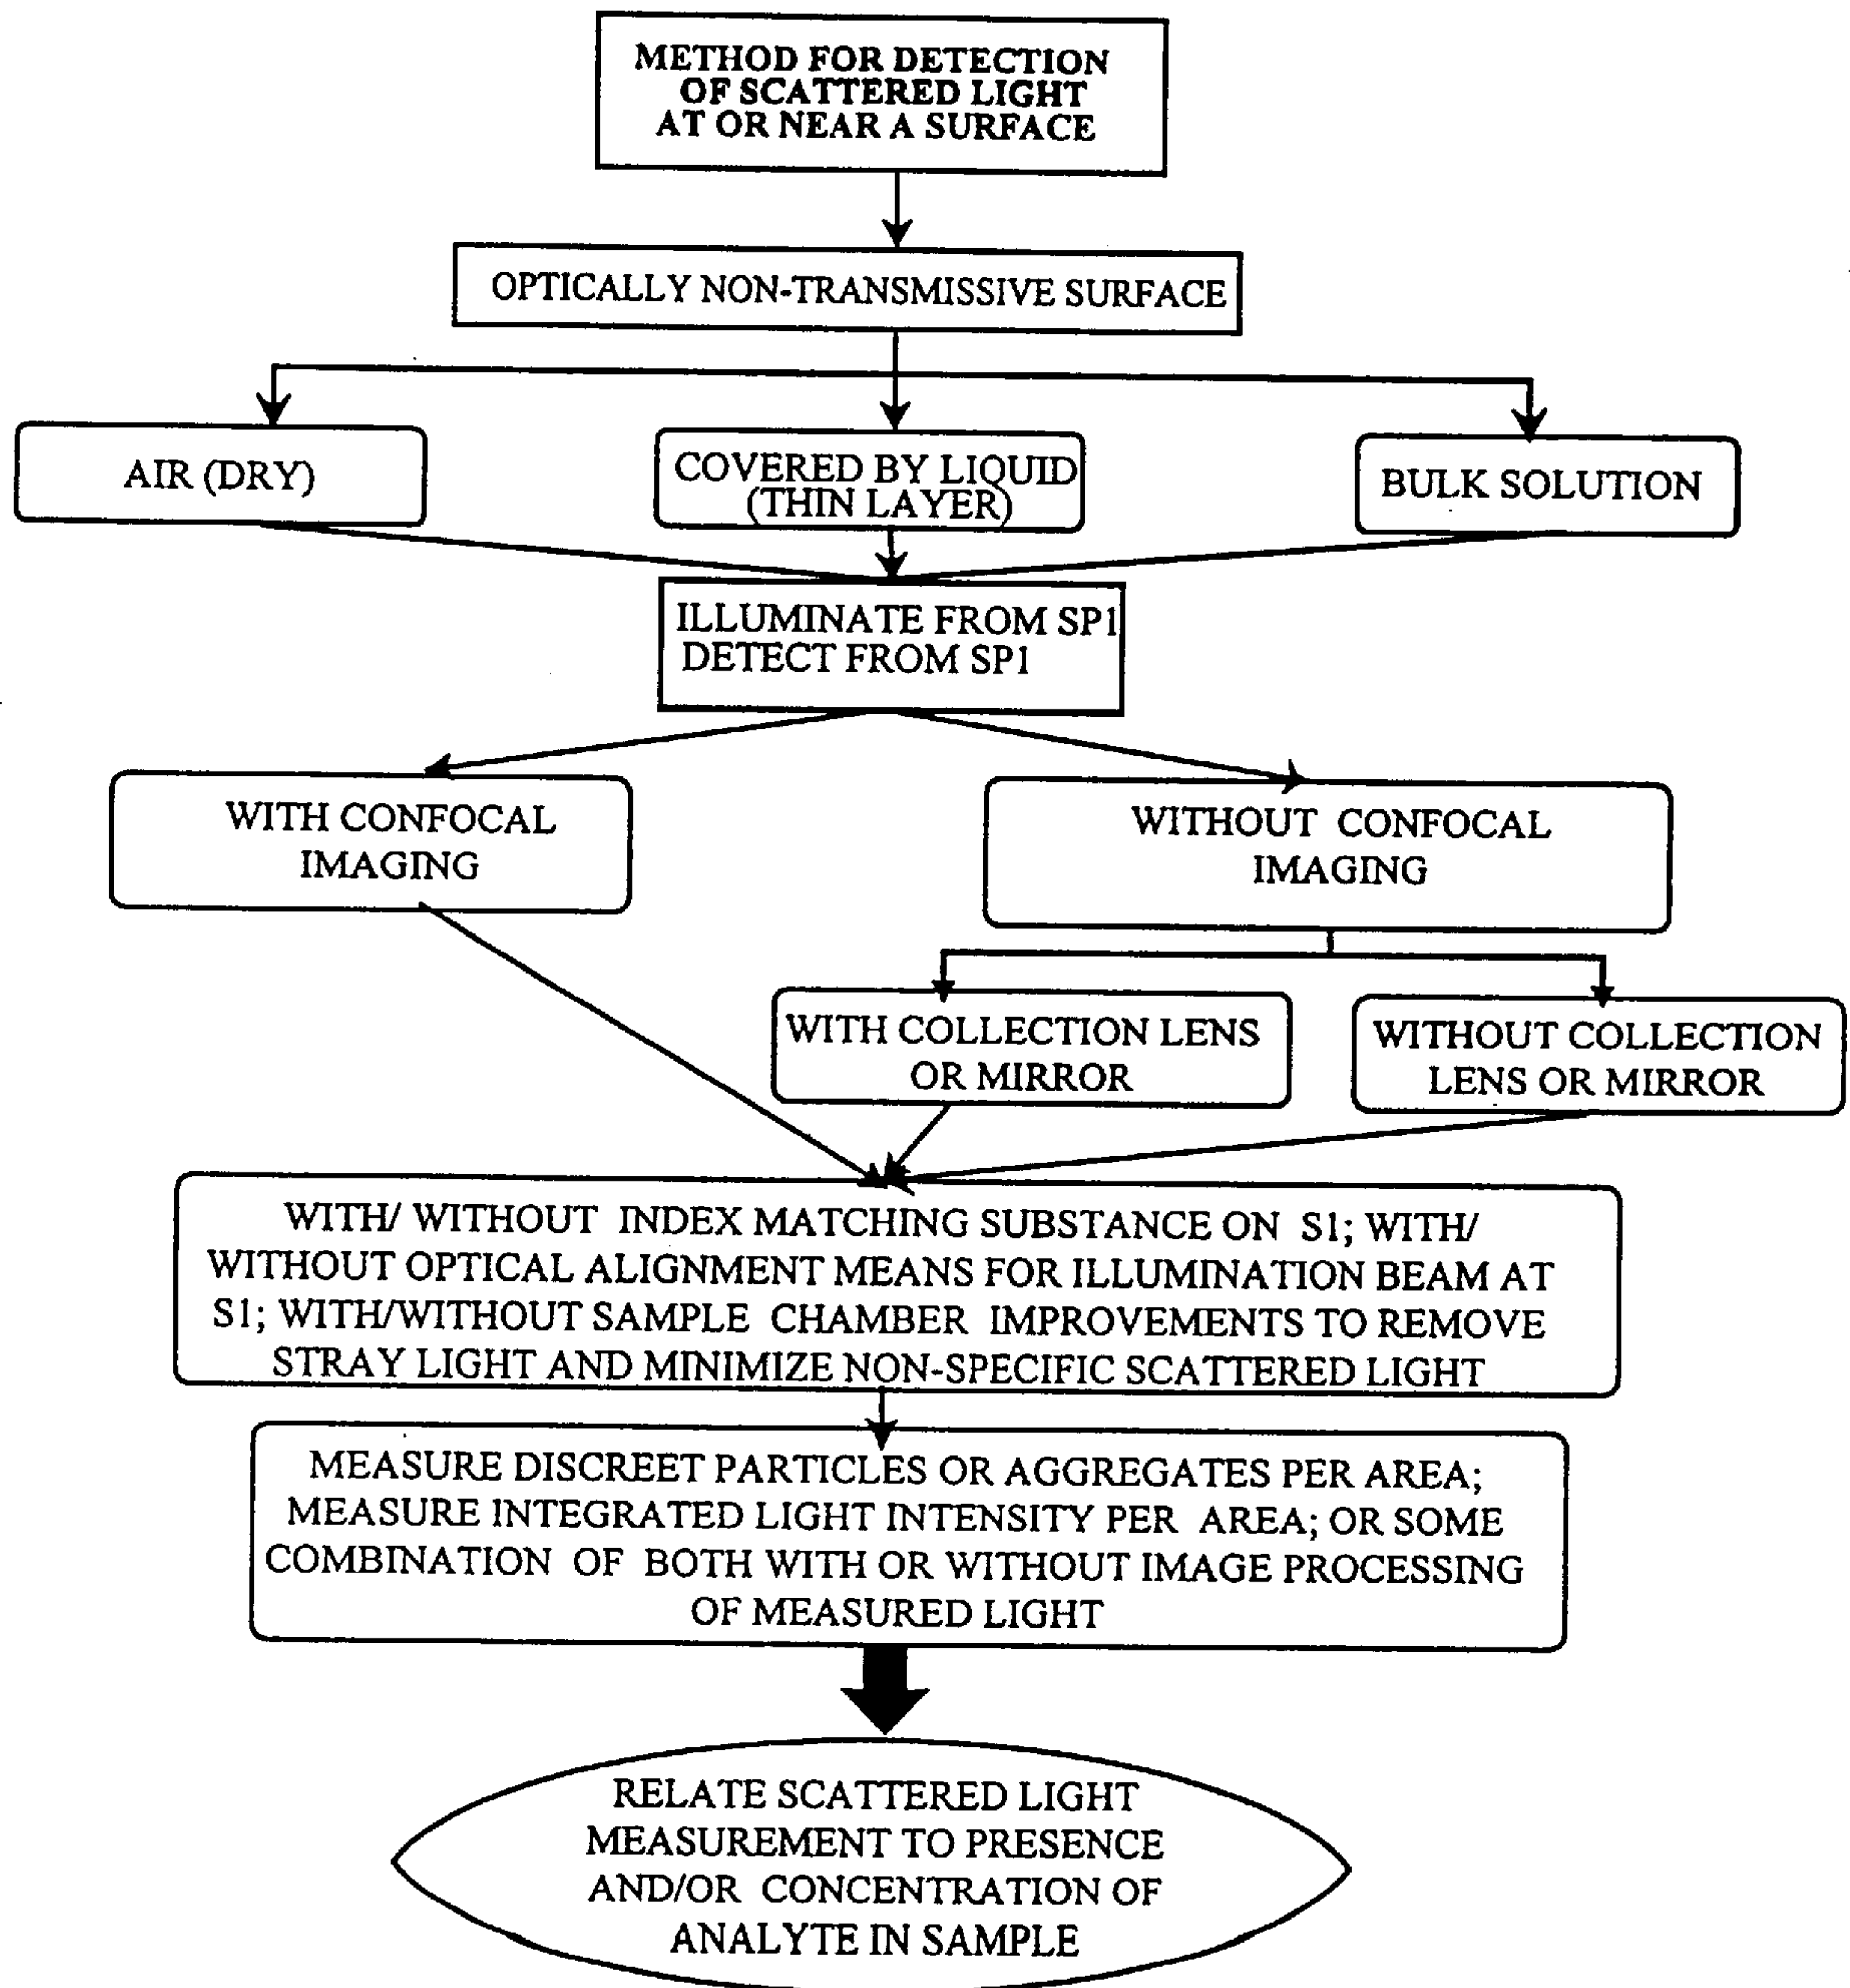 METHOD FOR DETECTION
OF SCATTERED LIGHT
AT OR NEAR A SURFACE
OPTICALLY NON-TRANSMISSIVE SURFACE
AIR (DRY)
COVERED BY LIQUID
(THIN LAYER)
BULK SOLUTION
ILLUMINATE FROM SP1
DETECT FROM SP1
WITH CONFOCAL
IMAGING
WITHOUT CONFOCAL
IMAGING
WITH COLLECTION LENS
OR MIRROR
WITHOUT COLLECTION
LENS OR MIRROR
WITH/ WITHOUT INDEX MATCHING SUBSTANCE ON S1; WITH/
WITHOUT OPTICAL ALIGNMENT MEANS FOR ILLUMINATION BEAM AT
S1; WITH/WITHOUT SAMPLE CHAMBER IMPROVEMENTS TO REMOVE
STRAY LIGHT AND MINIMIZE NON-SPECIFIC SCATTERED LIGHT
MEASURE DISCREET PARTICLES OR AGGREGATES PER AREA;
MEASURE INTEGRATED LIGHT INTENSITY PER AREA; OR SOME
COMBINATION OF BOTH WITH OR WITHOUT IMAGE PROCESSING
OF MEASURED LIGHT
RELATE SCATTERED LIGHT
MEASUREMENT TO PRESENCE
AND/OR CONCENTRATION OF
ANALYTE IN SAMPLE